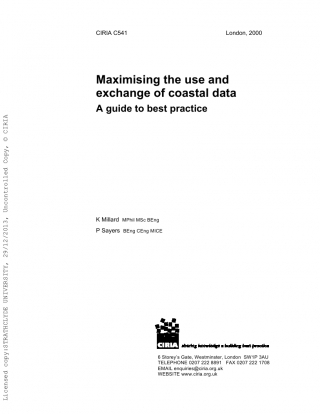 CIRIA C541 London, 2000
Maximising the use and
exchange of coastal data
A guide to best practice
K Millard MPhil MSc BEng
P Sayers BEng CEng MICE
CIRIA sharing knowledge & building best practice
6 Storey's Gate, Westminster, London SW1P 3AU
TELEPHONE 0207 222 8891 FAX 0207 222 1708
EMAIL enquiries@ciria.org.uk
WEBSITE www.ciria.org.uk
Licensed copy:STRATHCLYDE UNIVERSITY, 29/12/2013, Uncontrolled Copy, © CIRIA